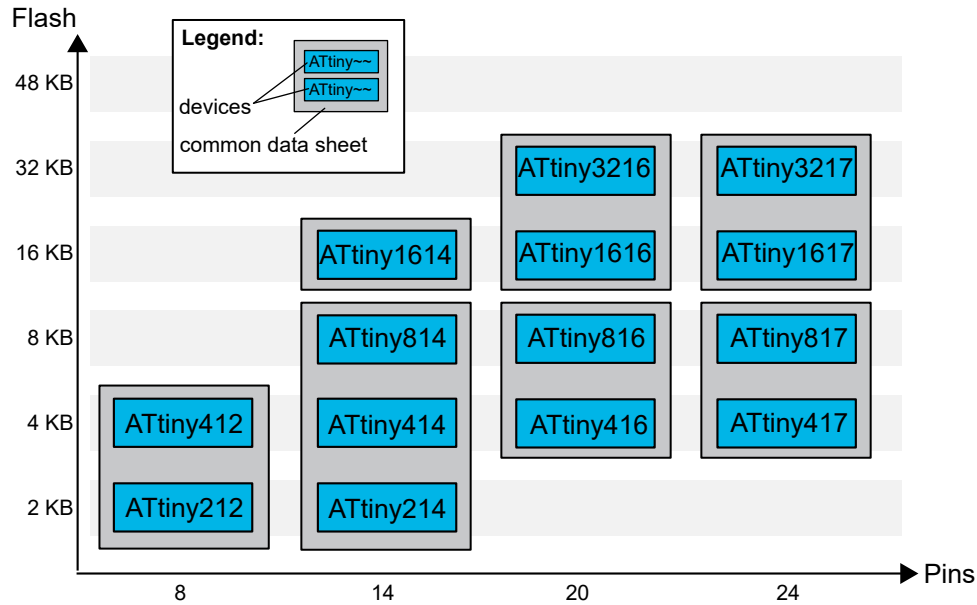 Flash
Legend:
ATtiny~~
ATtiny~~
devices
common data sheet
48 KB
32 KB
ATtiny3216
ATtiny3217
16 KB
ATtiny1614
ATtiny1616
ATtiny1617
8 KB
ATtiny814
ATtiny816
ATtiny817
4 KB
ATtiny412
ATtiny414
ATtiny416
ATtiny417
2 KB
ATtiny212
ATtiny214
Pins
8
14
20
24